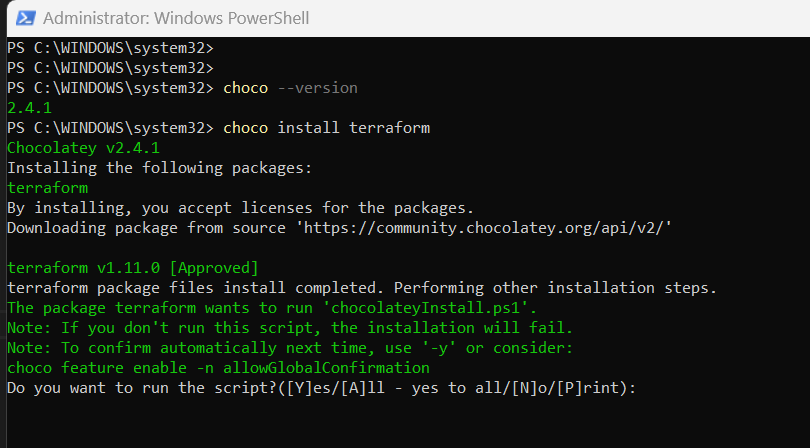 Administrator: Windows PowerShell
PS C:\WINDOWS\system32>
PS C:\WINDOWS\system32>
PS C:\WINDOWS\system32> choco --version
2.4.1
PS C:\WINDOWS\system32> choco install terraform
Chocolatey v2.4.1
Installing the following packages:
terraform
By installing, you accept licenses for the packages.
Downloading package from source 'https://community.chocolatey.org/api/v2/'
terraform v1.11.0 [Approved]
terraform package files install completed. Performing other installation steps.
The package terraform wants to run 'chocolateyInstall.ps1'.
Note: If you don't run this script, the installation will fail.
Note: To confirm automatically next time, use '-y' or consider:
choco feature enable -n allowGlobalConfirmation
Do you want to run the script?([Y]es/[A]ll - yes to all/[N]o/[P]rint):